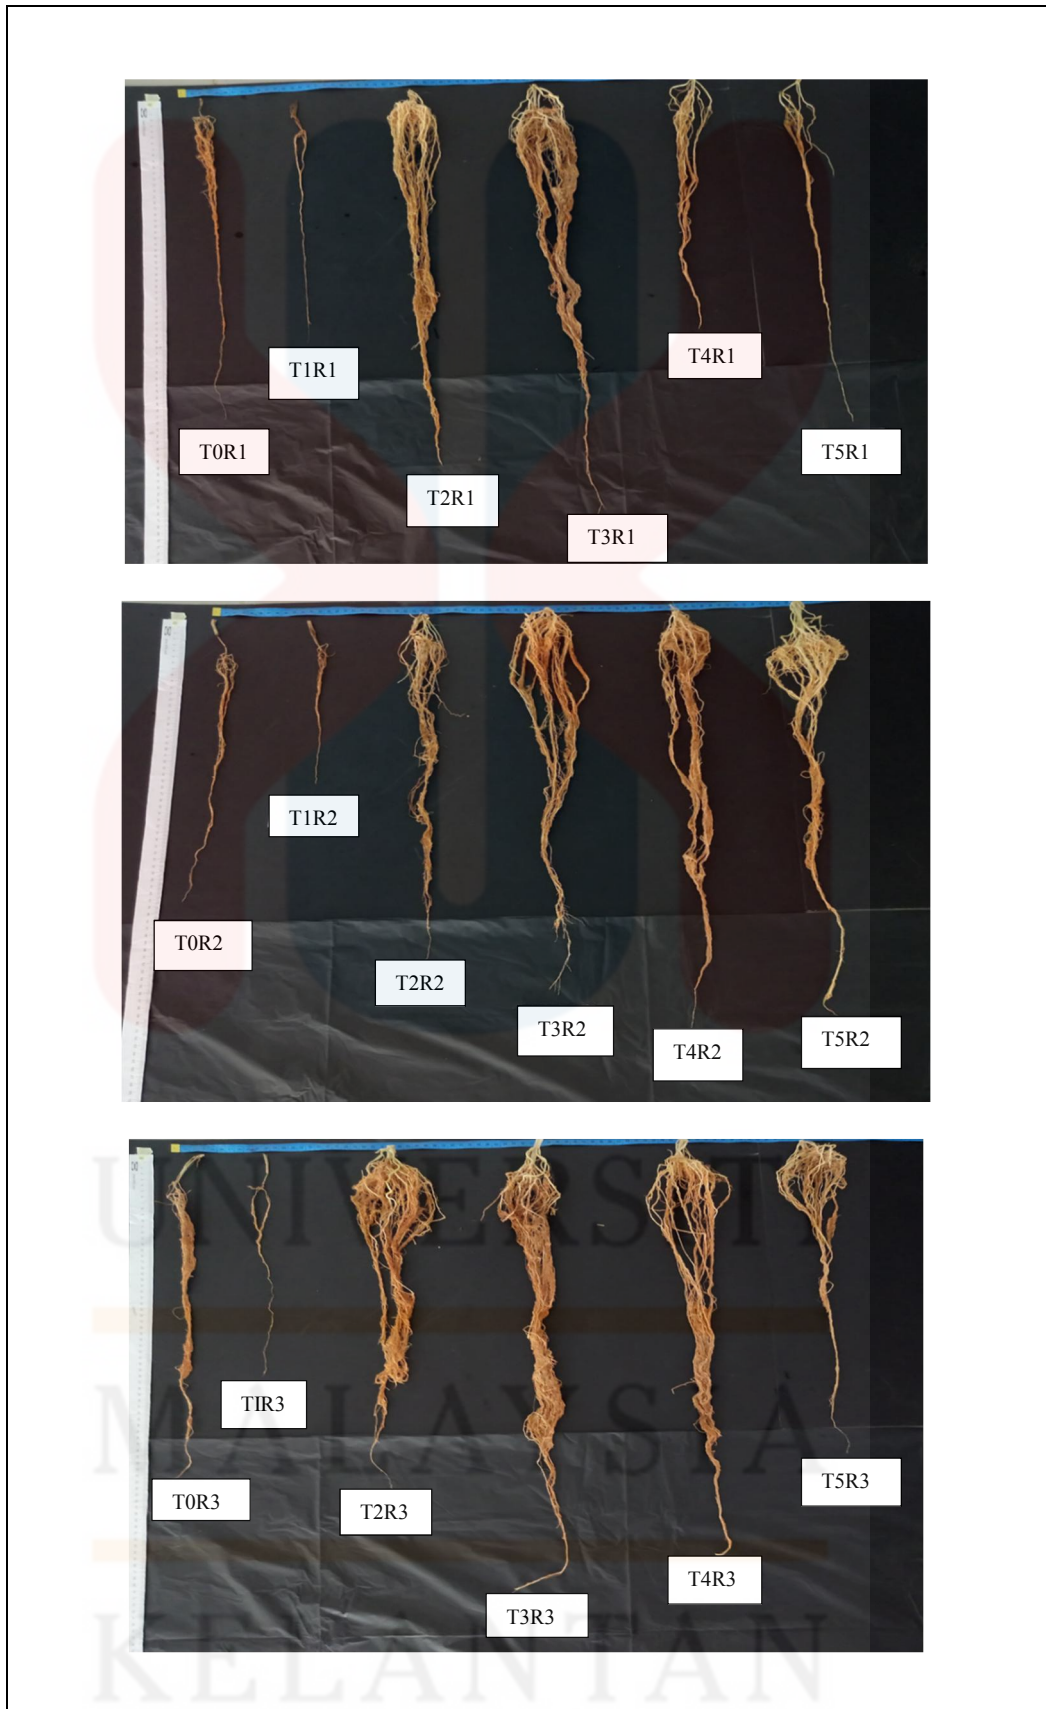 T0R1
T1R1
T2R1
T3R1
T4R1
T5R1
T0R2
T1R2
T2R2
T3R2
T4R2
T5R2
T0R3
TIR3
T2R3
T3R3
T4R3
T5R3
UNIVERSITI
MALAYSIA
KELANTAN